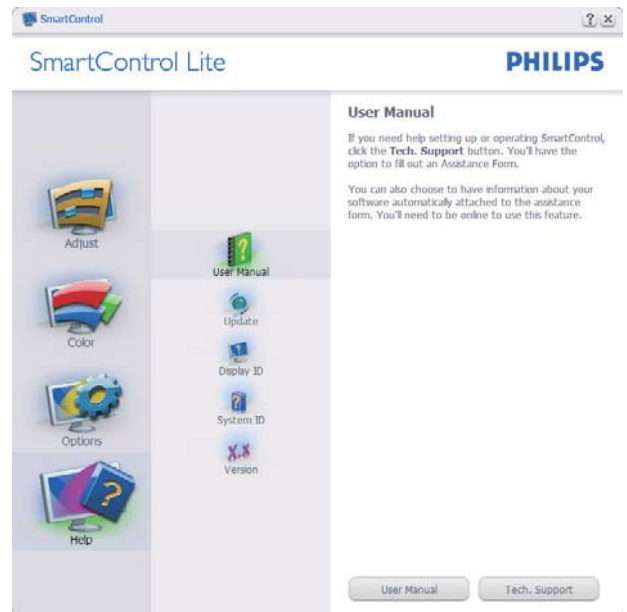 SmartControl
SmartControl Lite
PHILIPS
Adjust
Color
Options
Help
User Manual
Update
Display ID
System ID
X.X
Version
User Manual
If you need help setting up or operating SmartControl,
click the Tech. Support button. You'll have the
option to fill out an Assistance Form.
You can also choose to have information about your
software automatically attached to the assistance
form. You'll need to be online to use this feature.
User Manual
Tech. Support